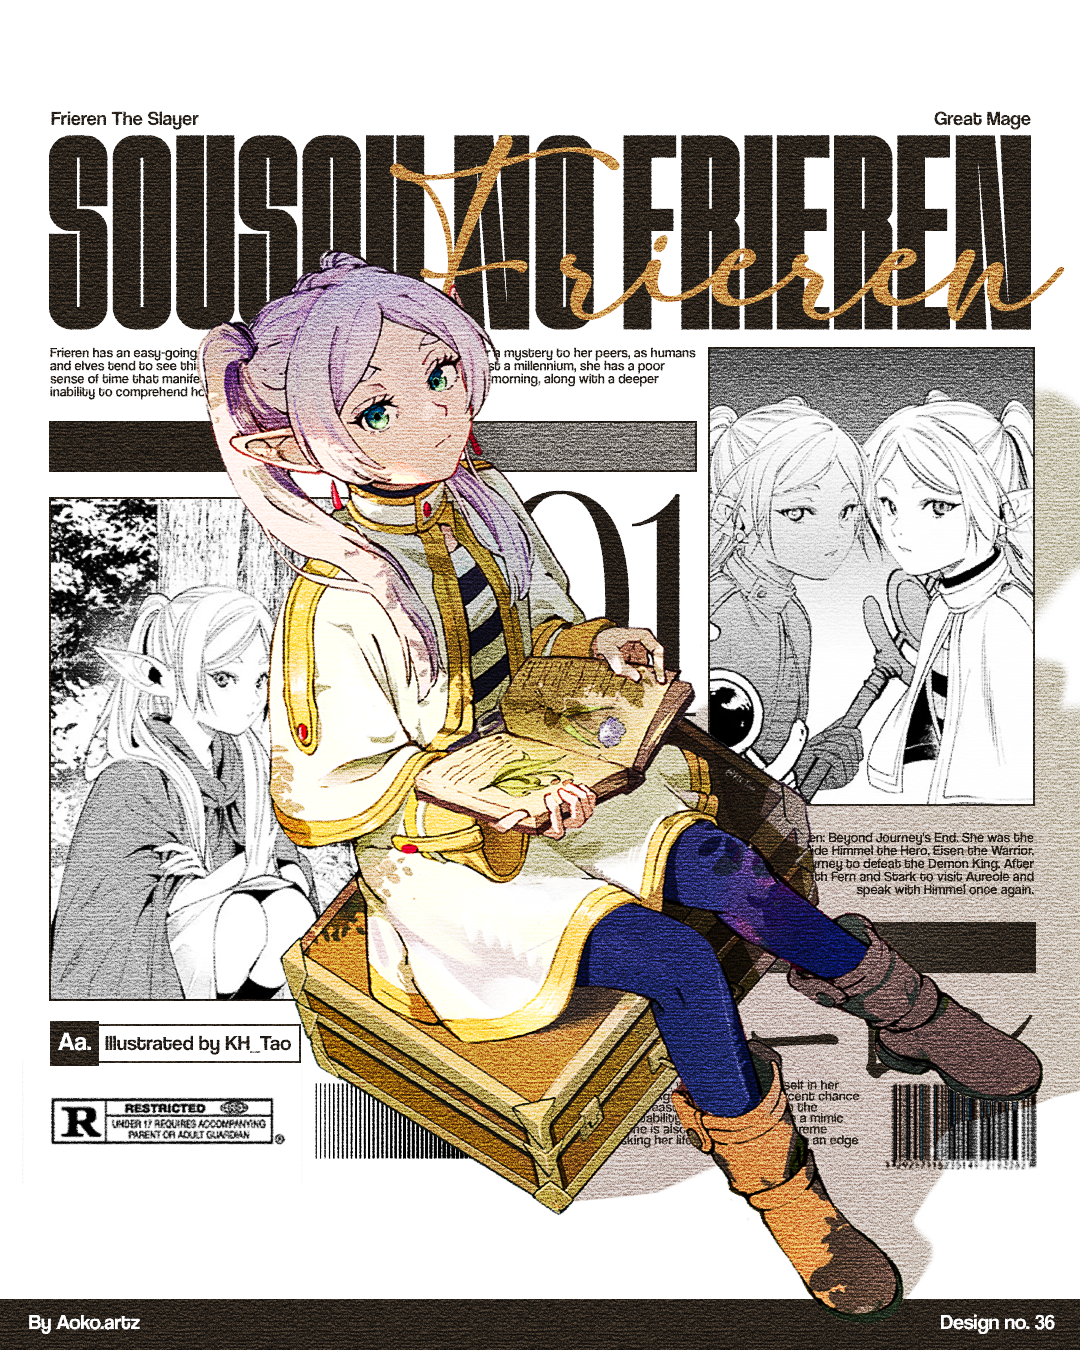 Frieren The Slayer
Great Mage
SOUSOU NO FRIEREN
Frieren
Frieren has an easy-going a mystery to her peers, as humans
and elves tend to see a millennium, she has a poor
sense of time that morning, along with a deeper
inability to comprehend
01
Beyond Journey's End. She was the
Himmel the Hero, Eisen the Warrior,
to defeat the Demon King. After
Fern and Stark to visit Aureole and
speak with Himmel once again.
Aa.
Illustrated by KH_Tao
R
RESTRICTED
UNDER 17 REQUIRES ACCOMPANYING
PARENT OR ADULT GUARDIAN
®
in her
chance
the
a mimic
is
her an edge
By Aoko.artz
Design no. 36